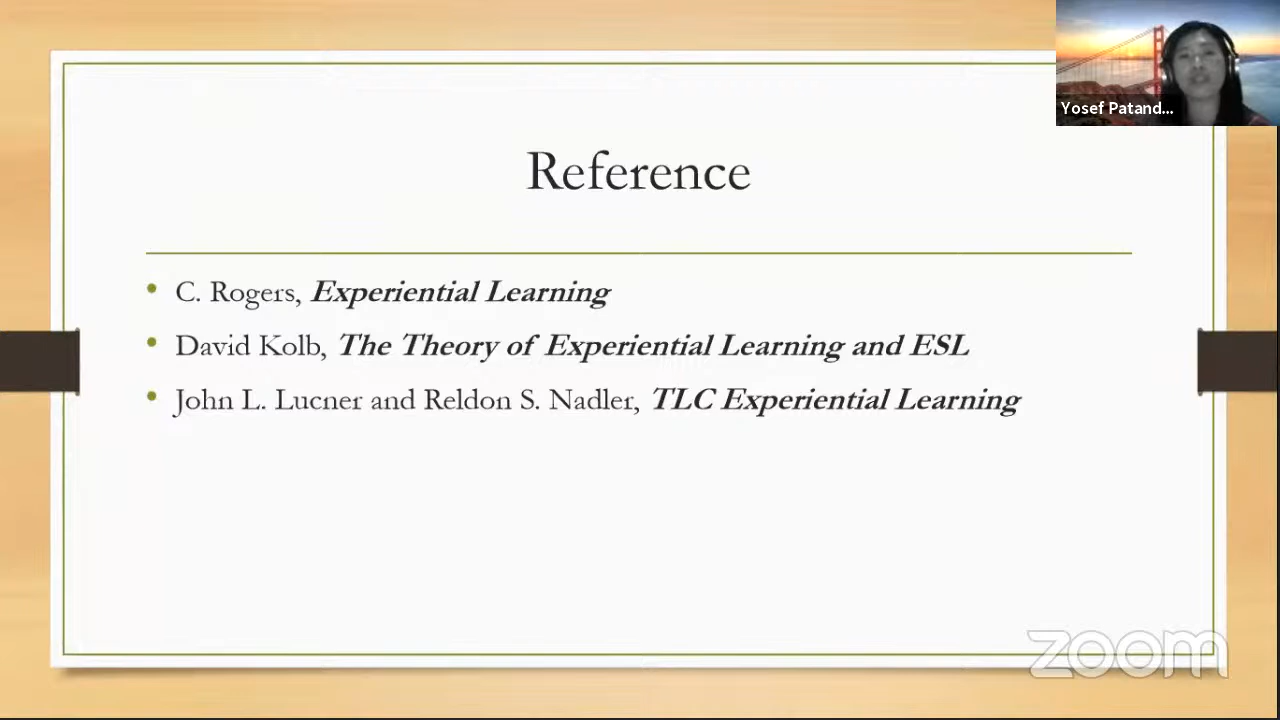 Yosef Patand...
Reference
• C. Rogers, Experiential Learning
• David Kolb, The Theory of Experiential Learning and ESL
• John L. Lucner and Reldon S. Nadler, TLC Experiential Learning
zoom